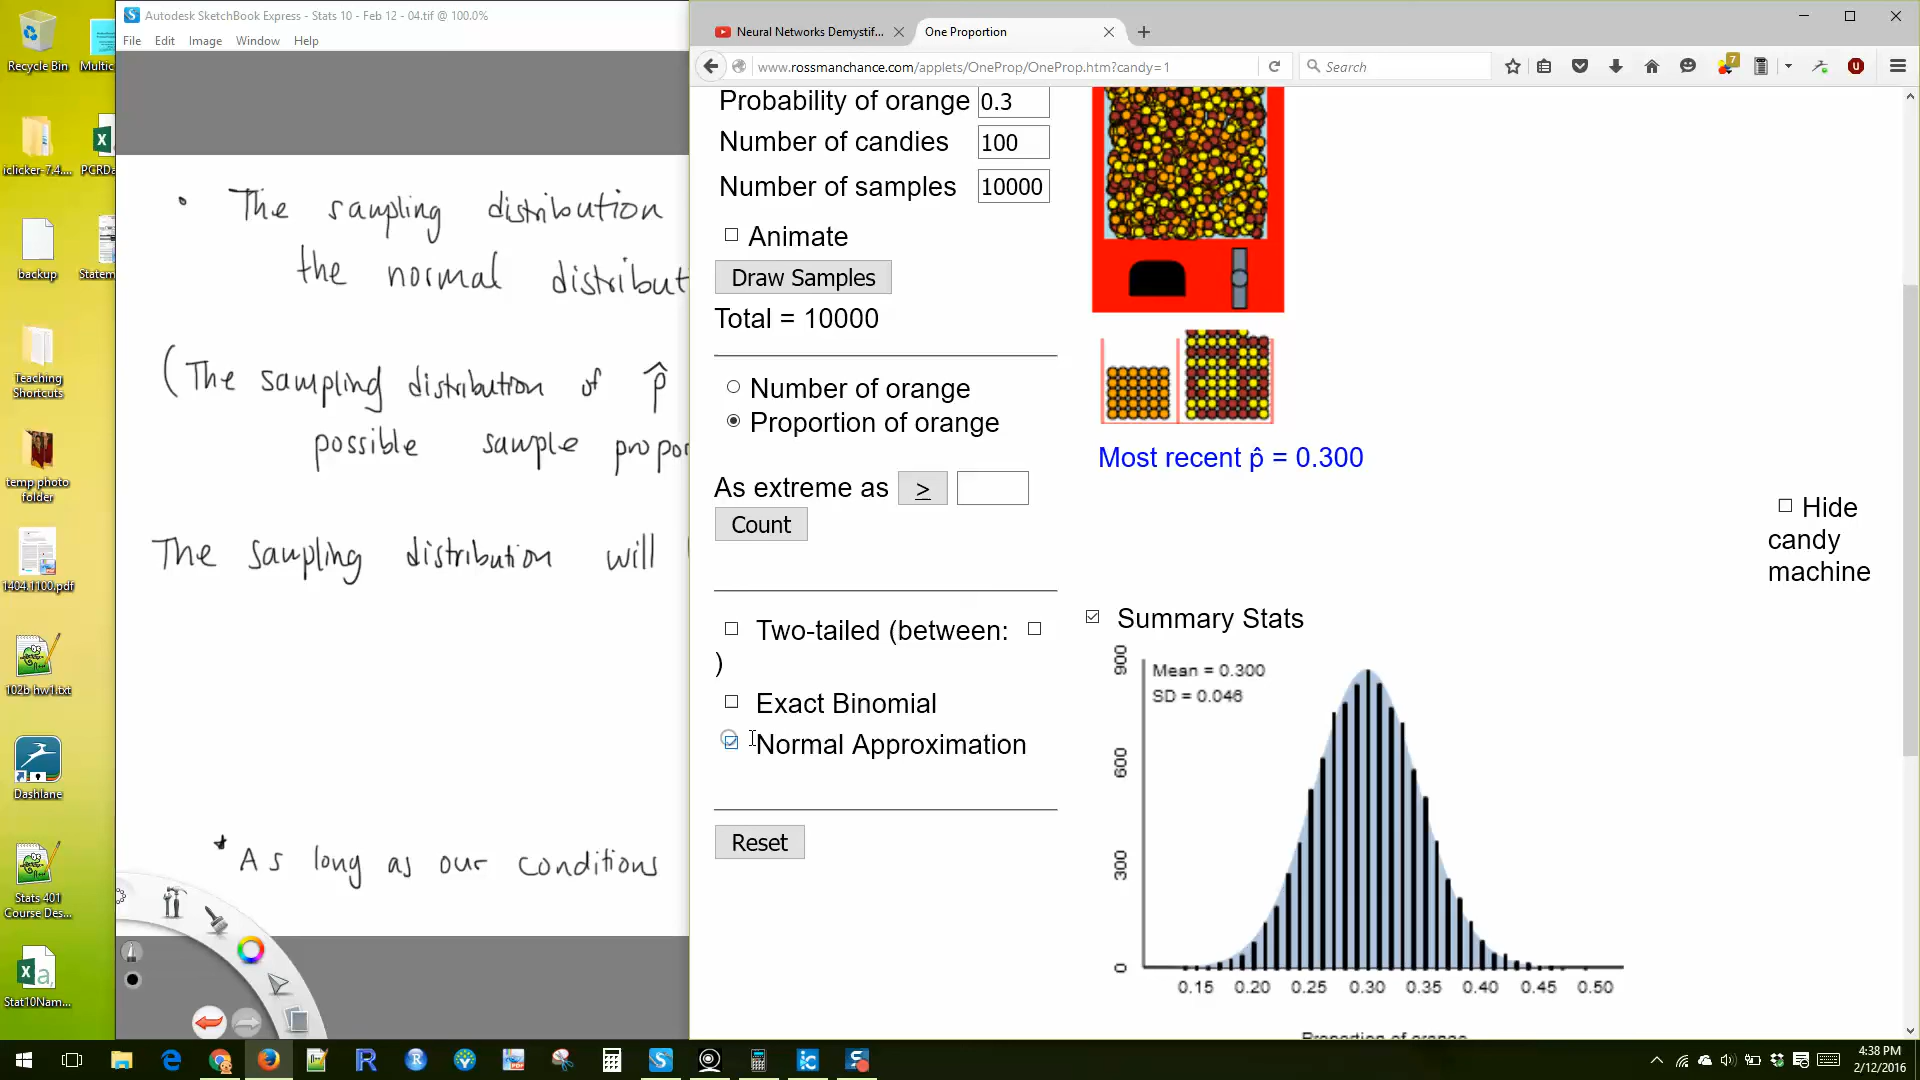 Autodesk SketchBook Express - Stats 10 - Feb 12 - 04.tif @ 100.0%
File Edit Image Window Help
Recycle Bin
Multic
iclicker-7.4....
PCRDa
backup
Statem
Teaching
Shortcuts
temp photo
folder
1404.1100.pdf
102b hw1.txt
Dashlane
Stats 401
Course Des...
Stat10Nam...
• The sampling distribution
the normal distribut
(The sampling distribution of p̂
possible sample propor
The sampling distribution will
* As long as our conditions
Neural Networks Demystif...
One Proportion
www.rossmanchance.com/applets/OneProp/OneProp.htm?candy=1
Search
7
Probability of orange 0.3
Number of candies 100
Number of samples 10000
Animate
Draw Samples
Total = 10000
Number of orange
Proportion of orange
As extreme as ≥
Count
Two-tailed (between:
)
Exact Binomial
Normal Approximation
Reset
Most recent p̂ = 0.300
Hide
candy
machine
Summary Stats
Mean = 0.300
SD = 0.046
900
600
300
0
0.15 0.20 0.25 0.30 0.35 0.40 0.45 0.50
Proportion of orange
4:38 PM
2/12/2016